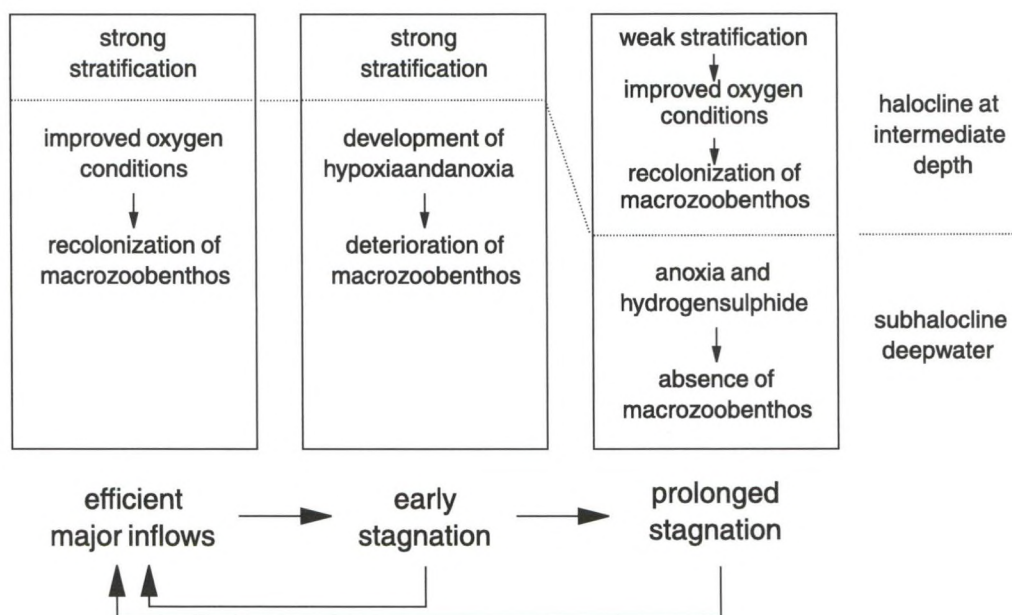 strong
stratification
improved oxygen
conditions
recolonization of
macrozoobenthos
strong
stratification
development of
hypoxiaandanoxia
deterioration of
macrozoobenthos
weak stratification
improved oxygen
conditions
recolonization of
macrozoobenthos
anoxia and
hydrogensulphide
absence of
macrozoobenthos
halocline at
intermediate
depth
subhalocline
deepwater
efficient
major inflows
early
stagnation
prolonged
stagnation